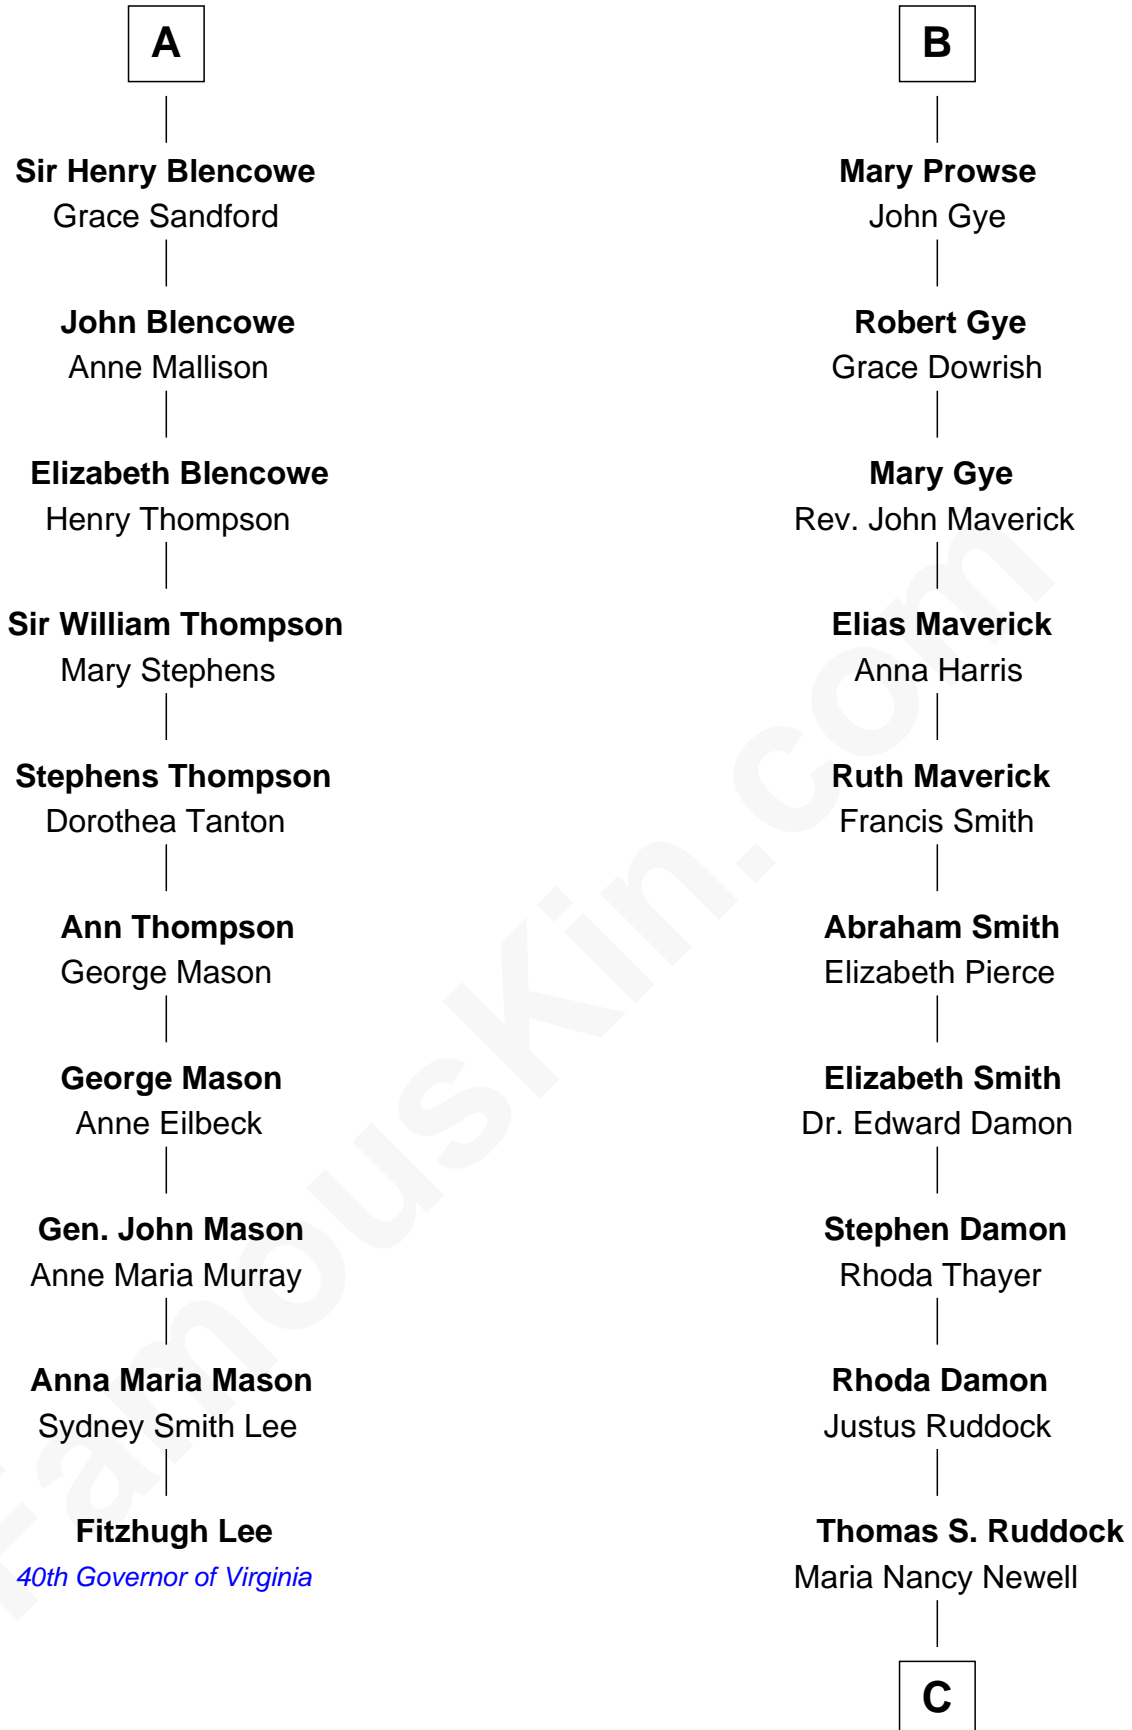 A
Sir Henry Blencowe
Grace Sandford
John Blencowe
Anne Mallison
Elizabeth Blencowe
Henry Thompson
Sir William Thompson
Mary Stephens
Stephens Thompson
Dorothea Tanton
Ann Thompson
George Mason
George Mason
Anne Eilbeck
Gen. John Mason
Anne Maria Murray
Anna Maria Mason
Sydney Smith Lee
Fitzhugh Lee
40th Governor of Virginia
B
Mary Prowse
John Gye
Robert Gye
Grace Dowrish
Mary Gye
Rev. John Maverick
Elias Maverick
Anna Harris
Ruth Maverick
Francis Smith
Abraham Smith
Elizabeth Pierce
Elizabeth Smith
Dr. Edward Damon
Stephen Damon
Rhoda Thayer
Rhoda Damon
Justus Ruddock
Thomas S. Ruddock
Maria Nancy Newell
C
FamousKin.com